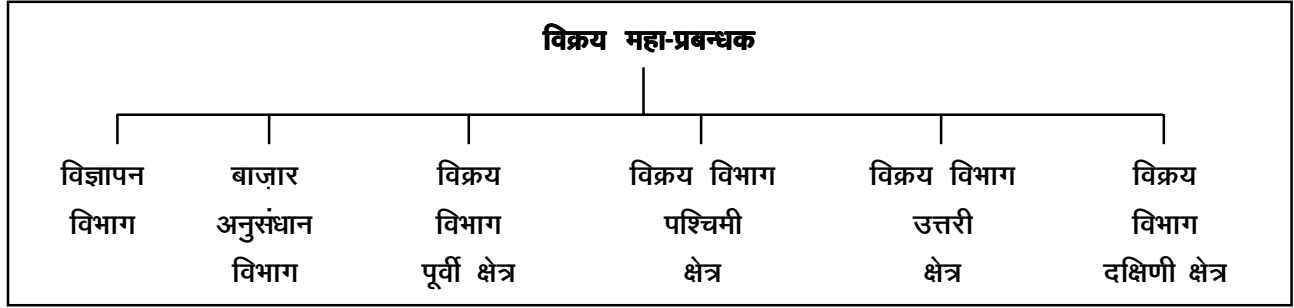 विक्रय महा-प्रबन्धक
विज्ञापन बाज़ार विक्रय विक्रय विभाग विक्रय विभाग विक्रय
विभाग अनुसंधान विभाग पश्चिमी उत्तरी विभाग
विभाग पूर्वी क्षेत्र क्षेत्र क्षेत्र दक्षिणी क्षेत्र